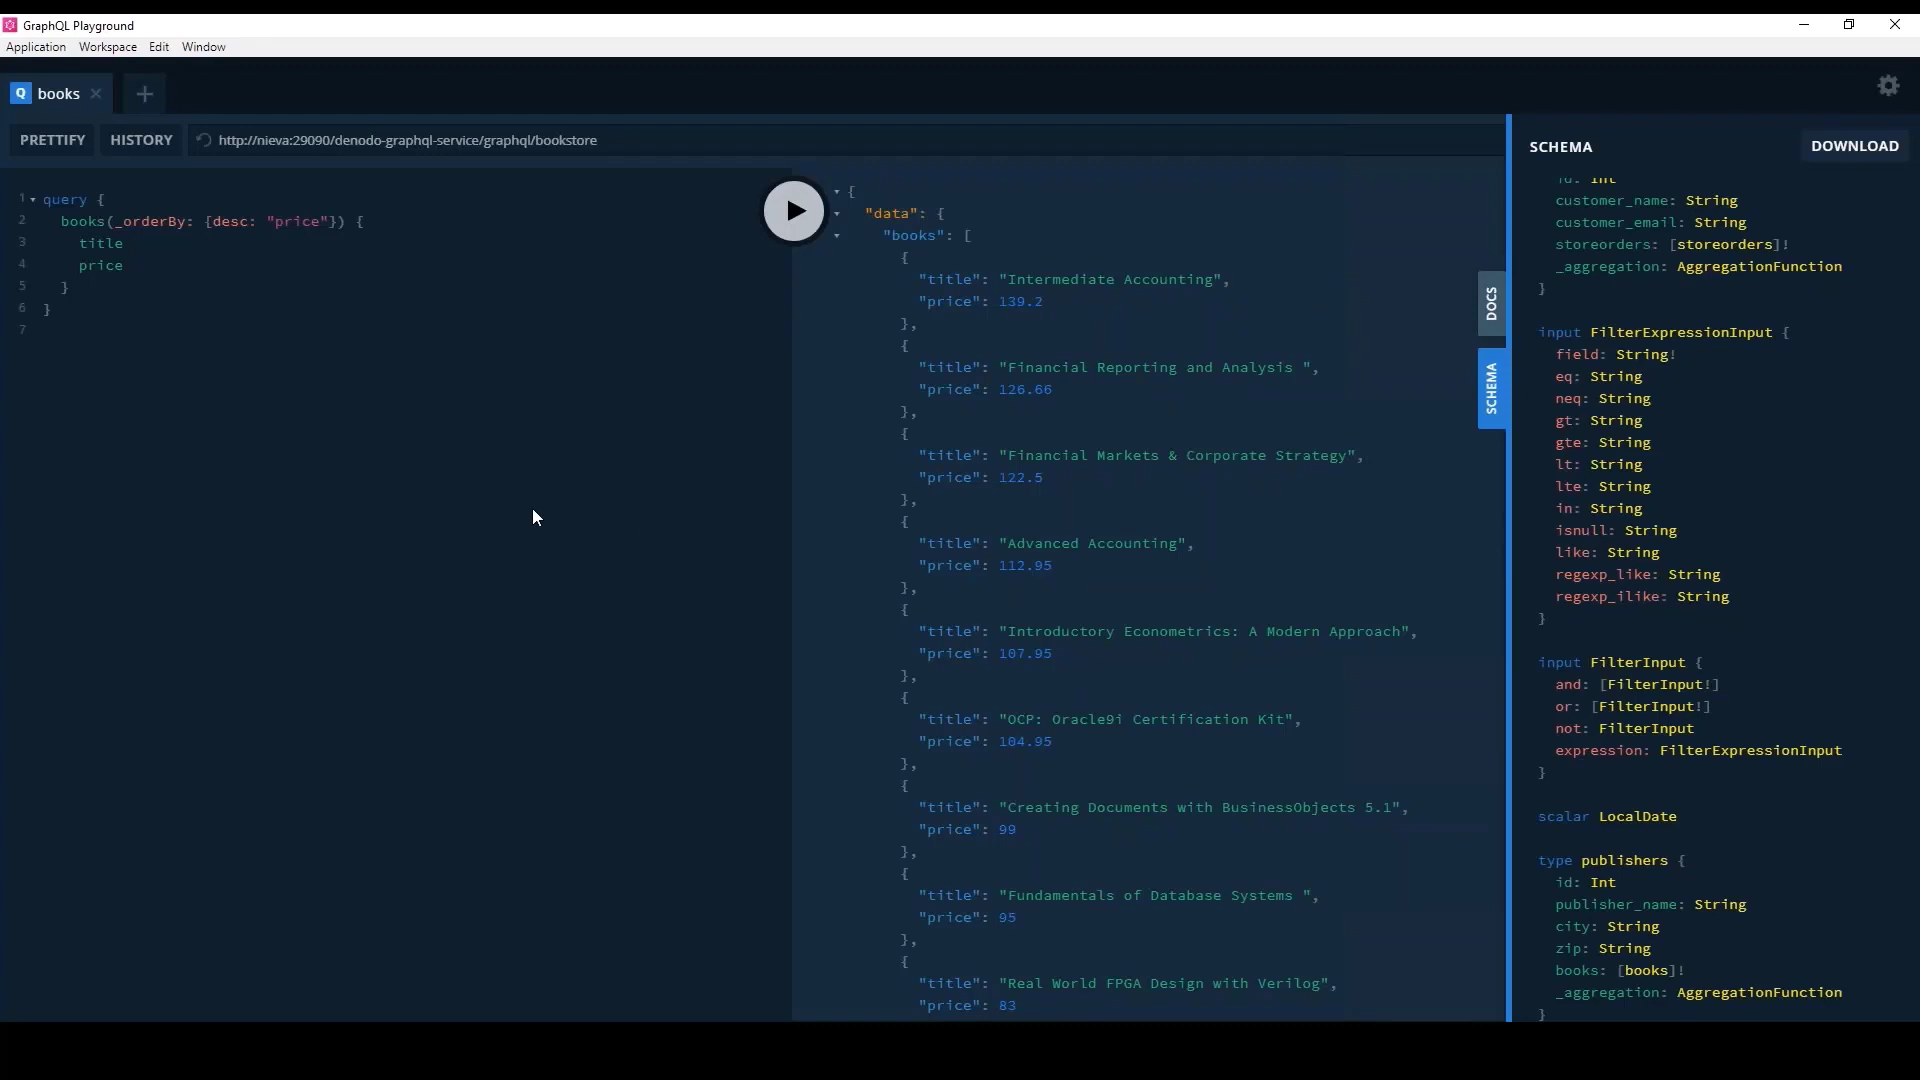 GraphQL Playground
Application Workspace Edit Window
Q books
PRETTIFY HISTORY http://nieva:29090/denodo-graphql-service/graphql/bookstore
1 query {
2 books(_orderBy: {desc: "price"}) {
3 title
4 price
5 }
6 }
7
{
"data": {
"books": [
{
"title": "Intermediate Accounting",
"price": 139.2
},
{
"title": "Financial Reporting and Analysis ",
"price": 126.66
},
{
"title": "Financial Markets & Corporate Strategy",
"price": 122.5
},
{
"title": "Advanced Accounting",
"price": 112.95
},
{
"title": "Introductory Econometrics: A Modern Approach",
"price": 107.95
},
{
"title": "OCP: Oracle9i Certification Kit",
"price": 104.95
},
{
"title": "Creating Documents with BusinessObjects 5.1",
"price": 99
},
{
"title": "Fundamentals of Database Systems ",
"price": 95
},
{
"title": "Real World FPGA Design with Verilog",
"price": 83
DOCS
SCHEMA
SCHEMA DOWNLOAD
id: Int
customer_name: String
customer_email: String
storeorders: [storeorders]!
_aggregation: AggregationFunction
}
input FilterExpressionInput {
field: String!
eq: String
neq: String
gt: String
gte: String
lt: String
lte: String
in: String
isnull: String
like: String
regexp_like: String
regexp_ilike: String
}
input FilterInput {
and: [FilterInput!]
or: [FilterInput!]
not: FilterInput
expression: FilterExpressionInput
}
scalar LocalDate
type publishers {
id: Int
publisher_name: String
city: String
zip: String
books: [books]!
_aggregation: AggregationFunction
}